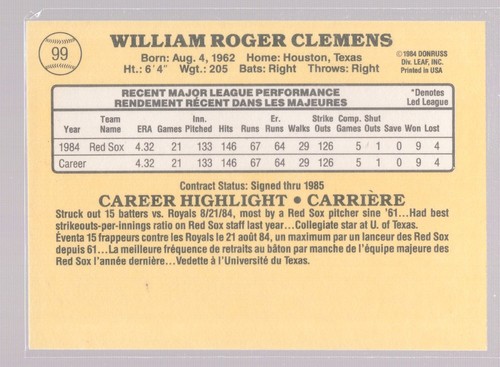 99
WILLIAM ROGER CLEMENS
Born: Aug. 4, 1962 Home: Houston, Texas
Ht.: 6´4˝ Wgt.: 205 Bats: Right Throws: Right
©1984 DONRUSS
Div. LEAF, INC.
Printed in USA
RECENT MAJOR LEAGUE PERFORMANCE
RENDEMENT RÉCENT DANS LES MAJEURES
*Denotes
Led League
Year Team Name ERA Games Inn. Pitched Hits Runs Er. Runs Walks Strike Outs Comp. Games Shut Outs Save Won Lost
1984 Red Sox 4.32 21 133 146 67 64 29 126 5 1 0 9 4
Career 4.32 21 133 146 67 64 29 126 5 1 0 9 4
Contract Status: Signed thru 1985
CAREER HIGHLIGHT • CARRIÈRE
Struck out 15 batters vs. Royals 8/21/84, most by a Red Sox pitcher sine '61...Had best
strikeouts-per-innings ratio on Red Sox staff last year...Collegiate star at U. of Texas.
Éventa 15 frappeurs contre les Royals le 21 août 84, un maximum par un lanceur des Red Sox
depuis 61...La meilleure fréquence de retraits au bâton par manche de l'équipe majeure des
Red Sox l'année dernière...Vedette à l'Université du Texas.